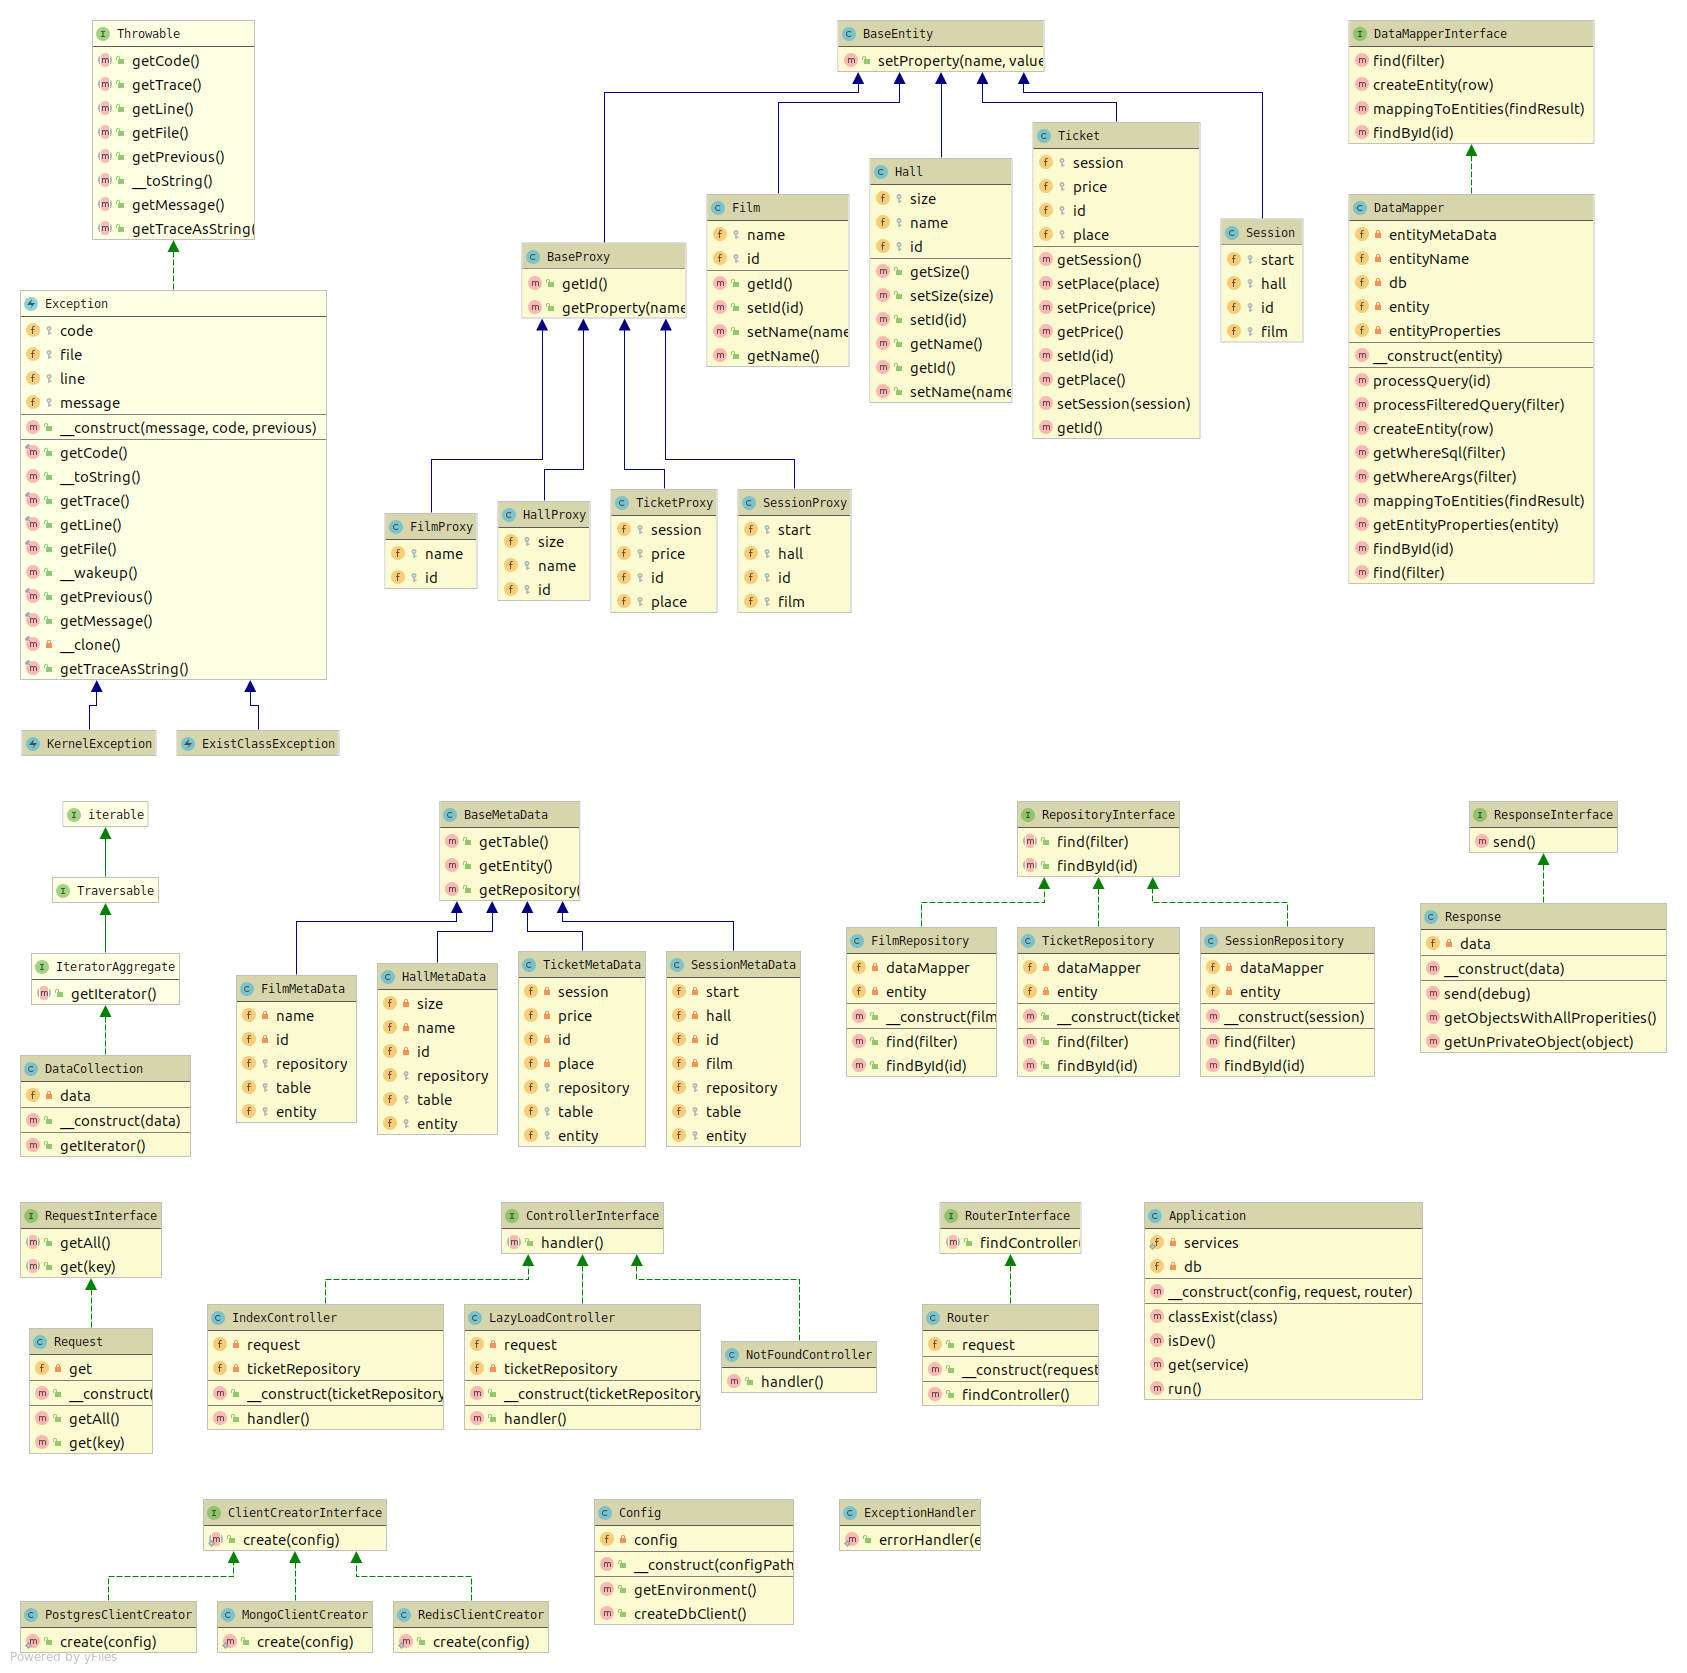 Throwable
getCode()
getTrace()
getLine()
getFile()
getPrevious()
__toString()
getMessage()
getTraceAsString(
Exception
code
file
line
message
__construct(message, code, previous)
getCode()
__toString()
getTrace()
getLine()
getFile()
__wakeup()
getPrevious()
getMessage()
__clone()
getTraceAsString()
KernelException
ExistClassException
BaseEntity
setProperty(name, value
BaseProxy
getId()
getProperty(name
Film
name
id
getId()
setId(id)
setName(name
getName()
Hall
size
name
id
getSize()
setSize(size)
setId(id)
getName()
getId()
setName(name
Ticket
session
price
id
place
getSession()
setPlace(place)
setPrice(price)
getPrice()
setId(id)
getPlace()
setSession(session)
getId()
Session
start
hall
id
film
FilmProxy
name
id
HallProxy
size
name
id
TicketProxy
session
price
id
place
SessionProxy
start
hall
id
film
DataMapperInterface
find(filter)
createEntity(row)
mappingToEntities(findResult)
findById(id)
DataMapper
entityMetaData
entityName
db
entity
entityProperties
__construct(entity)
processQuery(id)
processFilteredQuery(filter)
createEntity(row)
getWhereSql(filter)
getWhereArgs(filter)
mappingToEntities(findResult)
getEntityProperties(entity)
findById(id)
find(filter)
iterable
Traversable
IteratorAggregate
getIterator()
DataCollection
data
__construct(data)
getIterator()
BaseMetaData
getTable()
getEntity()
getRepository(
FilmMetaData
name
id
repository
table
entity
HallMetaData
size
name
id
repository
table
entity
TicketMetaData
session
price
id
place
repository
table
entity
SessionMetaData
start
hall
id
film
repository
table
entity
RepositoryInterface
find(filter)
findById(id)
FilmRepository
dataMapper
entity
__construct(film
find(filter)
findById(id)
TicketRepository
dataMapper
entity
__construct(ticket
find(filter)
findById(id)
SessionRepository
dataMapper
entity
__construct(session)
find(filter)
findById(id)
ResponseInterface
send()
Response
data
__construct(data)
send(debug)
getObjectsWithAllProperities()
getUnPrivateObject(object)
RequestInterface
getAll()
get(key)
Request
get
__construct(
getAll()
get(key)
ControllerInterface
handler()
IndexController
request
ticketRepository
__construct(ticketRepository
handler()
LazyLoadController
request
ticketRepository
__construct(ticketRepository
handler()
NotFoundController
handler()
RouterInterface
findController(
Router
request
__construct(request
findController()
Application
services
db
__construct(config, request, router)
classExist(class)
isDev()
get(service)
run()
ClientCreatorInterface
create(config)
PostgresClientCreator
create(config)
MongoClientCreator
create(config)
RedisClientCreator
create(config)
Config
config
__construct(configPath
getEnvironment()
createDbClient()
ExceptionHandler
errorHandler(e
Powered by yFiles